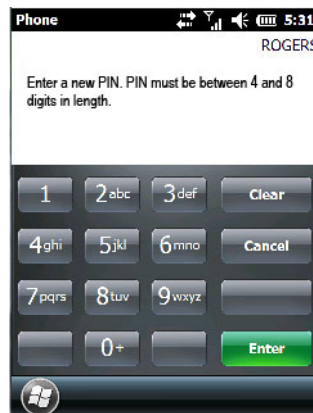 Phone 5:31
ROGERS
Enter a new PIN. PIN must be between 4 and 8
digits in length.
1 2abc 3def Clear
4ghi 5jkl 6mno Cancel
7pqrs 8tuv 9wxyz
0+ Enter